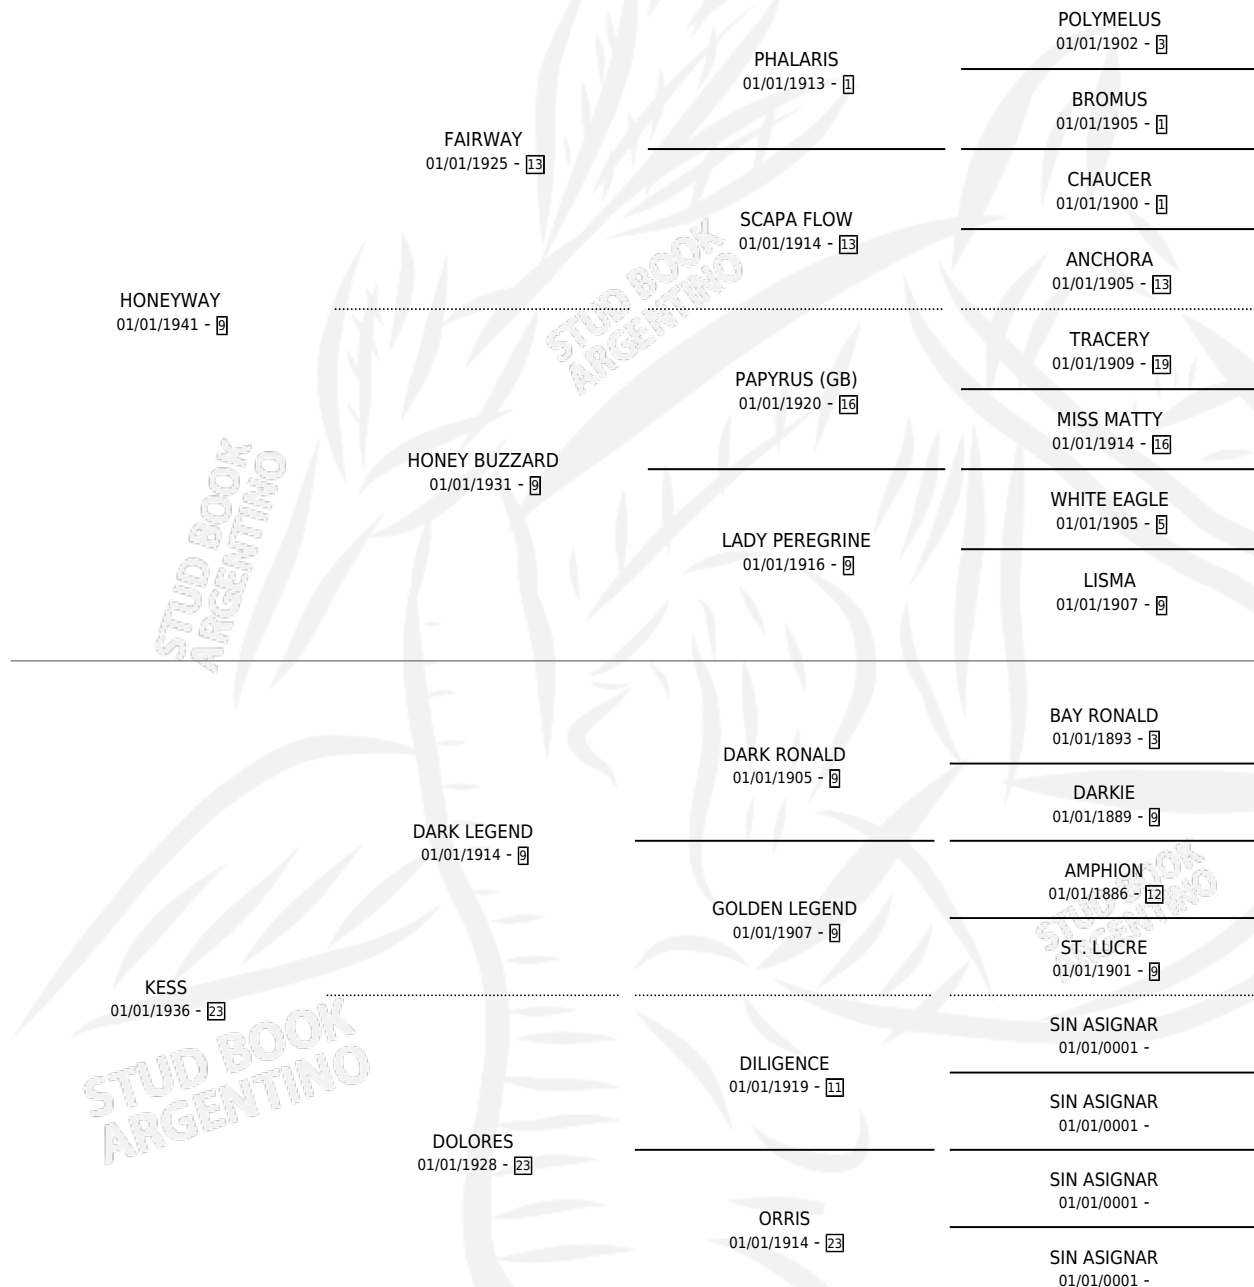 POLYMELUS
01/01/1902 - 3
PHALARIS
01/01/1913 - 1
BROMUS
01/01/1905 - 1
FAIRWAY
01/01/1925 - 13
CHAUCER
01/01/1900 - 1
SCAPA FLOW
01/01/1914 - 13
ANCHORA
01/01/1905 - 13
HONEYWAY
01/01/1941 - 9
TRACERY
01/01/1909 - 19
PAPYRUS (GB)
01/01/1920 - 16
MISS MATTY
01/01/1914 - 16
HONEY BUZZARD
01/01/1931 - 9
WHITE EAGLE
01/01/1905 - 5
LADY PEREGRINE
01/01/1916 - 9
LISMA
01/01/1907 - 9
STUD BOOK
ARGENTINO
STUD BOOK
ARGENTINO
BAY RONALD
01/01/1893 - 3
DARK RONALD
01/01/1905 - 9
DARKIE
01/01/1889 - 9
DARK LEGEND
01/01/1914 - 9
AMPHION
01/01/1886 - 12
GOLDEN LEGEND
01/01/1907 - 9
ST. LUCRE
01/01/1901 - 9
STUD BOOK
ARGENTINO
KESS
01/01/1936 - 23
SIN ASIGNAR
01/01/0001 -
DILIGENCE
01/01/1919 - 11
SIN ASIGNAR
01/01/0001 -
DOLORES
01/01/1928 - 23
SIN ASIGNAR
01/01/0001 -
ORRIS
01/01/1914 - 23
SIN ASIGNAR
01/01/0001 -
STUD BOOK
ARGENTINO